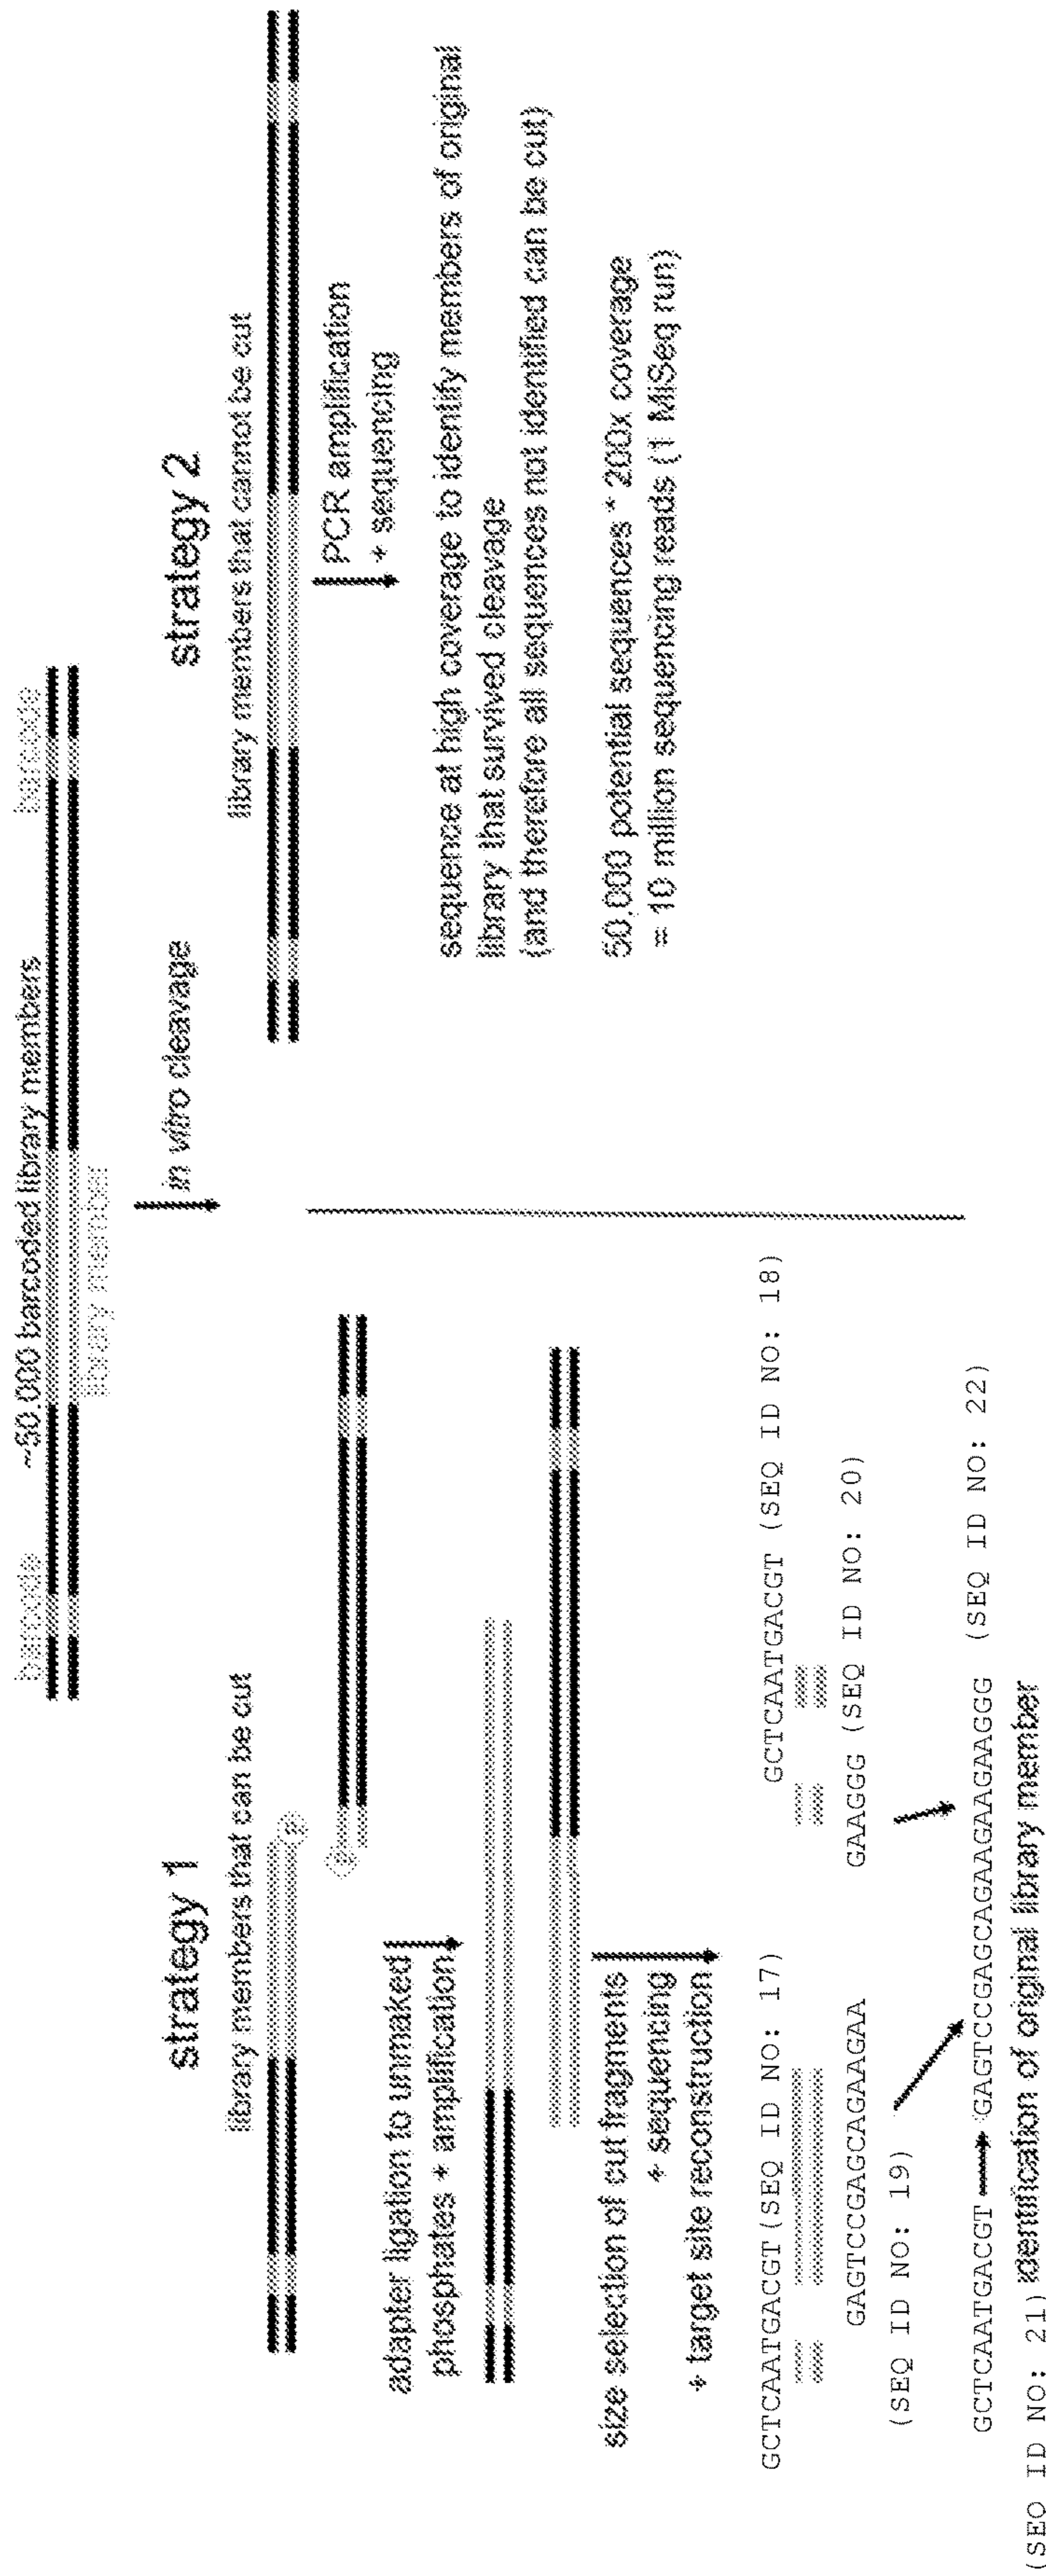 ~50,000 barcoded library members
barcode
barcode
library member
in vitro cleavage
strategy 1
library members that can be cut
P
P
adapter ligation to unmaked
phosphates + amplification
size selection of cut fragments
+ sequencing
+ target site reconstruction
GCTCAATGACGT (SEQ ID NO: 17)
GCTCAATGACGT (SEQ ID NO: 18)
GAGTCCGAGCAGAAGAA
(SEQ ID NO: 19)
GAAGGG (SEQ ID NO: 20)
GCTCAATGACGT GAGTCCGAGCAGAAGAAGAAGGG (SEQ ID NO: 22)
(SEQ ID NO: 21) identification of original library member
strategy 2
library members that cannot be cut
PCR amplification
+ sequencing
sequence at high coverage to identify members of original
library that survived cleavage
(and therefore all sequences not identified can be cut)
50,000 potential sequences * 200x coverage
= 10 million sequencing reads (1 MiSeq run)